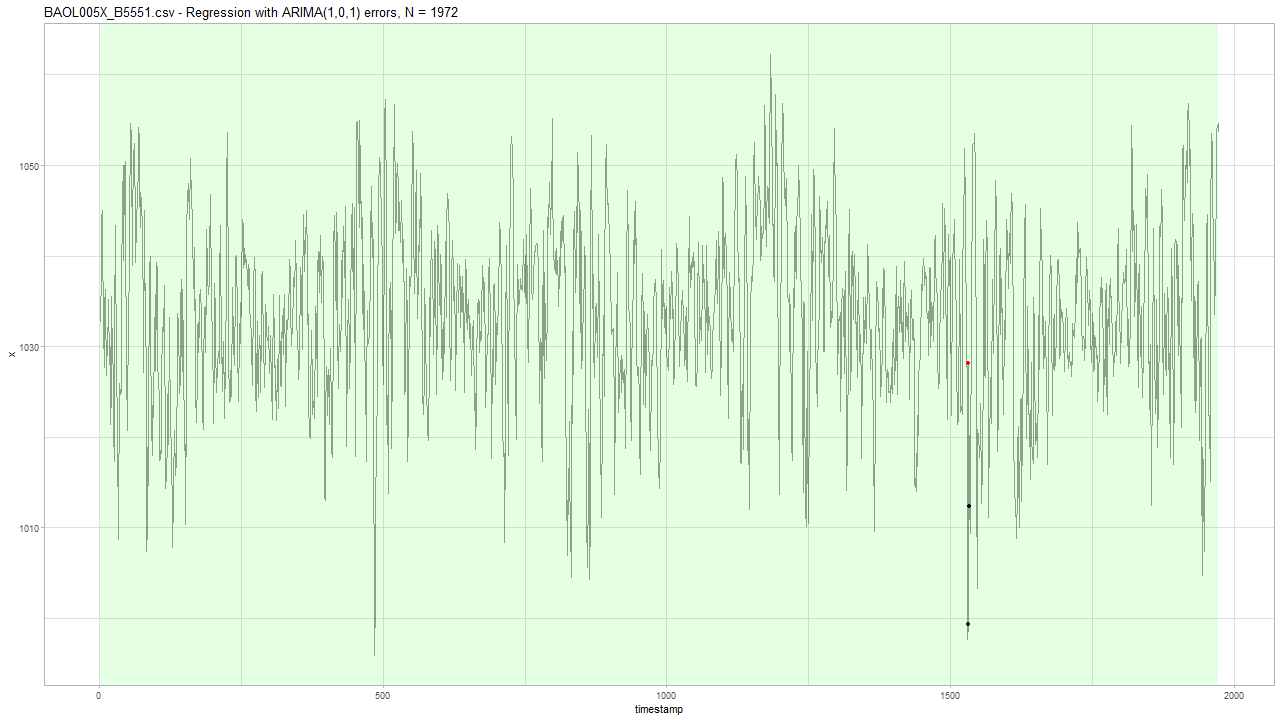 BAOL005X_B5551.csv - Regression with ARIMA(1,0,1) errors, N = 1972
1050
1030
x
1010
0 500 1000 1500 2000
timestamp